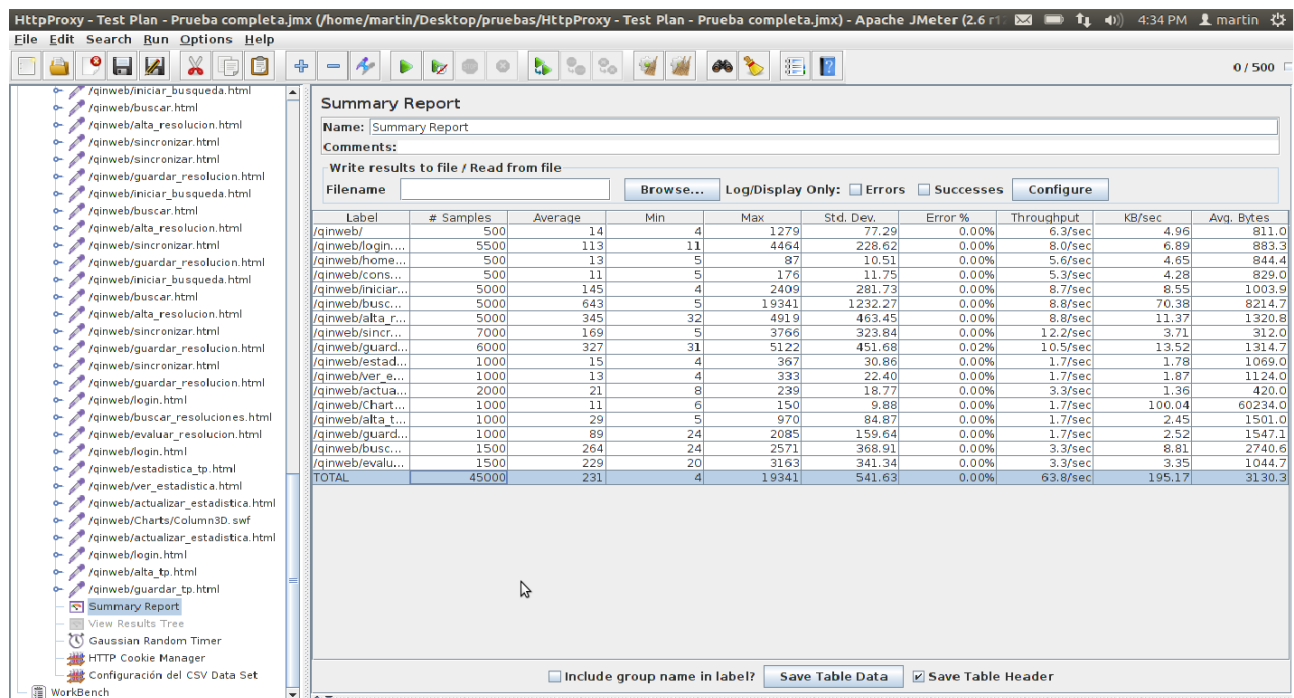 HttpProxy - Test Plan - Prueba completa.jmx (/home/martin/Desktop/pruebas/HttpProxy - Test Plan - Prueba completa.jmx) - Apache JMeter (2.6 4:34 PM martin
File Edit Search Run Options Help
0 / 500
/qinweb/iniciar_busqueda.html
/qinweb/buscar.html
/qinweb/alta_resolucion.html
/qinweb/sincronizar.html
/qinweb/sincronizar.html
/qinweb/guardar_resolucion.html
/qinweb/iniciar_busqueda.html
/qinweb/buscar.html
/qinweb/alta_resolucion.html
/qinweb/sincronizar.html
/qinweb/guardar_resolucion.html
/qinweb/iniciar_busqueda.html
/qinweb/buscar.html
/qinweb/alta_resolucion.html
/qinweb/sincronizar.html
/qinweb/guardar_resolucion.html
/qinweb/sincronizar.html
/qinweb/guardar_resolucion.html
/qinweb/login.html
/qinweb/buscar_resoluciones.html
/qinweb/evaluar_resolucion.html
/qinweb/login.html
/qinweb/estadistica_tp.html
/qinweb/ver_estadistica.html
/qinweb/actualizar_estadistica.html
/qinweb/Charts/Column3D.swf
/qinweb/actualizar_estadistica.html
/qinweb/login.html
/qinweb/alta_tp.html
/qinweb/guardar_tp.html
Summary Report
View Results Tree
Gaussian Random Timer
HTTP Cookie Manager
Configuración del CSV Data Set
WorkBench
Summary Report
Name: Summary Report
Comments:
Write results to file / Read from file
Filename Browse... Log/Display Only: Errors Successes Configure
Label # Samples Average Min Max Std. Dev. Error % Throughput KB/sec Avg. Bytes
/qinweb/ 500 14 4 1279 77.29 0.00% 6.3/sec 4.96 811.0
/qinweb/login.... 5500 113 11 4464 228.62 0.00% 8.0/sec 6.89 883.3
/qinweb/home... 500 13 5 87 10.51 0.00% 5.6/sec 4.65 844.4
/qinweb/cons... 500 11 5 176 11.75 0.00% 5.3/sec 4.28 829.0
/qinweb/iniciar... 5000 145 4 2409 281.73 0.00% 8.7/sec 8.55 1003.9
/qinweb/busc... 5000 643 5 19341 1232.27 0.00% 8.8/sec 70.38 8214.7
/qinweb/alta_r... 5000 345 32 4919 463.45 0.00% 8.8/sec 11.37 1320.8
/qinweb/sincr... 7000 169 5 3766 323.84 0.00% 12.2/sec 3.71 312.0
/qinweb/guard... 6000 327 31 5122 451.68 0.02% 10.5/sec 13.52 1314.7
/qinweb/estad... 1000 15 4 367 30.86 0.00% 1.7/sec 1.78 1069.0
/qinweb/ver_e... 1000 13 4 333 22.40 0.00% 1.7/sec 1.87 1124.0
/qinweb/actua... 2000 21 8 239 18.77 0.00% 3.3/sec 1.36 420.0
/qinweb/Chart... 1000 11 6 150 9.88 0.00% 1.7/sec 100.04 60234.0
/qinweb/alta_t... 1000 29 5 970 84.87 0.00% 1.7/sec 2.45 1501.0
/qinweb/guard... 1000 89 24 2085 159.64 0.00% 1.7/sec 2.52 1547.1
/qinweb/busc... 1500 264 24 2571 368.91 0.00% 3.3/sec 8.81 2740.6
/qinweb/evalu... 1500 229 20 3163 341.34 0.00% 3.3/sec 3.35 1044.7
TOTAL 45000 231 4 19341 541.63 0.00% 63.8/sec 195.17 3130.3
Include group name in label? Save Table Data Save Table Header